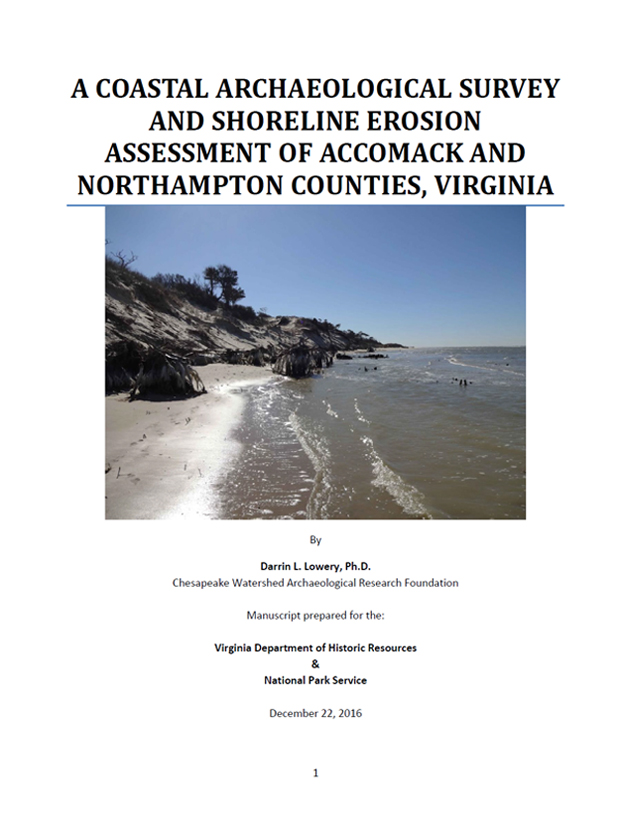 A COASTAL ARCHAEOLOGICAL SURVEY
AND SHORELINE EROSION
ASSESSMENT OF ACCOMACK AND
NORTHAMPTON COUNTIES, VIRGINIA
By
Darrin L. Lowery, Ph.D.
Chesapeake Watershed Archaeological Research Foundation
Manuscript prepared for the:
Virginia Department of Historic Resources
&
National Park Service
December 22, 2016
1